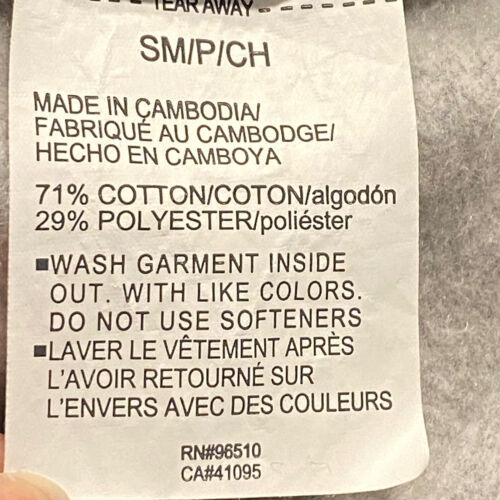 TEAR AWAY
SM/P/CH
MADE IN CAMBODIA/
FABRIQUÉ AU CAMBODGE/
HECHO EN CAMBOYA
71% COTTON/COTON/algodón
29% POLYESTER/poliéster
■WASH GARMENT INSIDE
OUT. WITH LIKE COLORS.
DO NOT USE SOFTENERS
■LAVER LE VÊTEMENT APRÈS
L'AVOIR RETOURNÉ SUR
L'ENVERS AVEC DES COULEURS
RN#96510
CA#41095